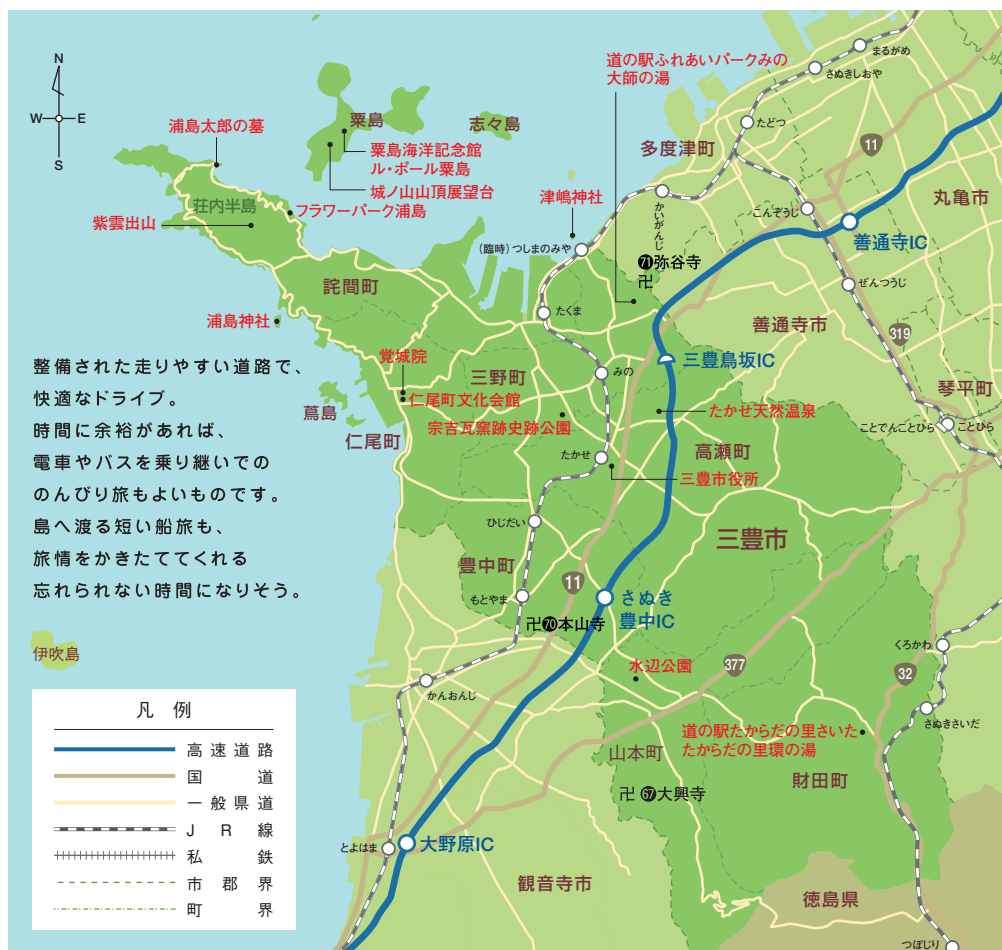 N
W
E
S
浦島太郎の墓
紫雲出山
荘内半島
フラワーパーク浦島
粟島
粟島海洋記念館
ル・ポール粟島
城ノ山山頂展望台
志々島
津嶋神社
(臨時)つしまのみや
道の駅ふれあいパークみの
大師の湯
まるがめ
さぬきしおや
たどつ
多度津町
11
丸亀市
かいがんじ
こんぞうじ
善通寺IC
71弥谷寺
卍
ぜんつうじ
善通寺市
319
詫間町
たくま
浦島神社
三豊鳥坂IC
琴平町
覚城院
三野町
みの
仁尾町文化会館
蔦島
仁尾町
宗吉瓦窯跡史跡公園
たかせ天然温泉
ことでんことひら
ことひら
たかせ
高瀬町
三豊市役所
整備された走りやすい道路で、
快適なドライブ。
時間に余裕があれば、
電車やバスを乗り継いでの
のんびり旅もよいものです。
島へ渡る短い船旅も、
旅情をかきたててくれる
忘れられない時間になりそう。
ひじだい
三豊市
豊中町
11
もとやま
さぬき
豊中IC
卍70本山寺
伊吹島
水辺公園
377
くろかわ
32
かんおんじ
さぬきさいだ
道の駅たからだの里さいた
たからだの里環の湯
山本町
財田町
卍 67大興寺
とよはま
大野原IC
観音寺市
徳島県
つぼじり
凡 例
高速道路
国 道
一般県道
J R 線
私 鉄
市 郡 界
町 界